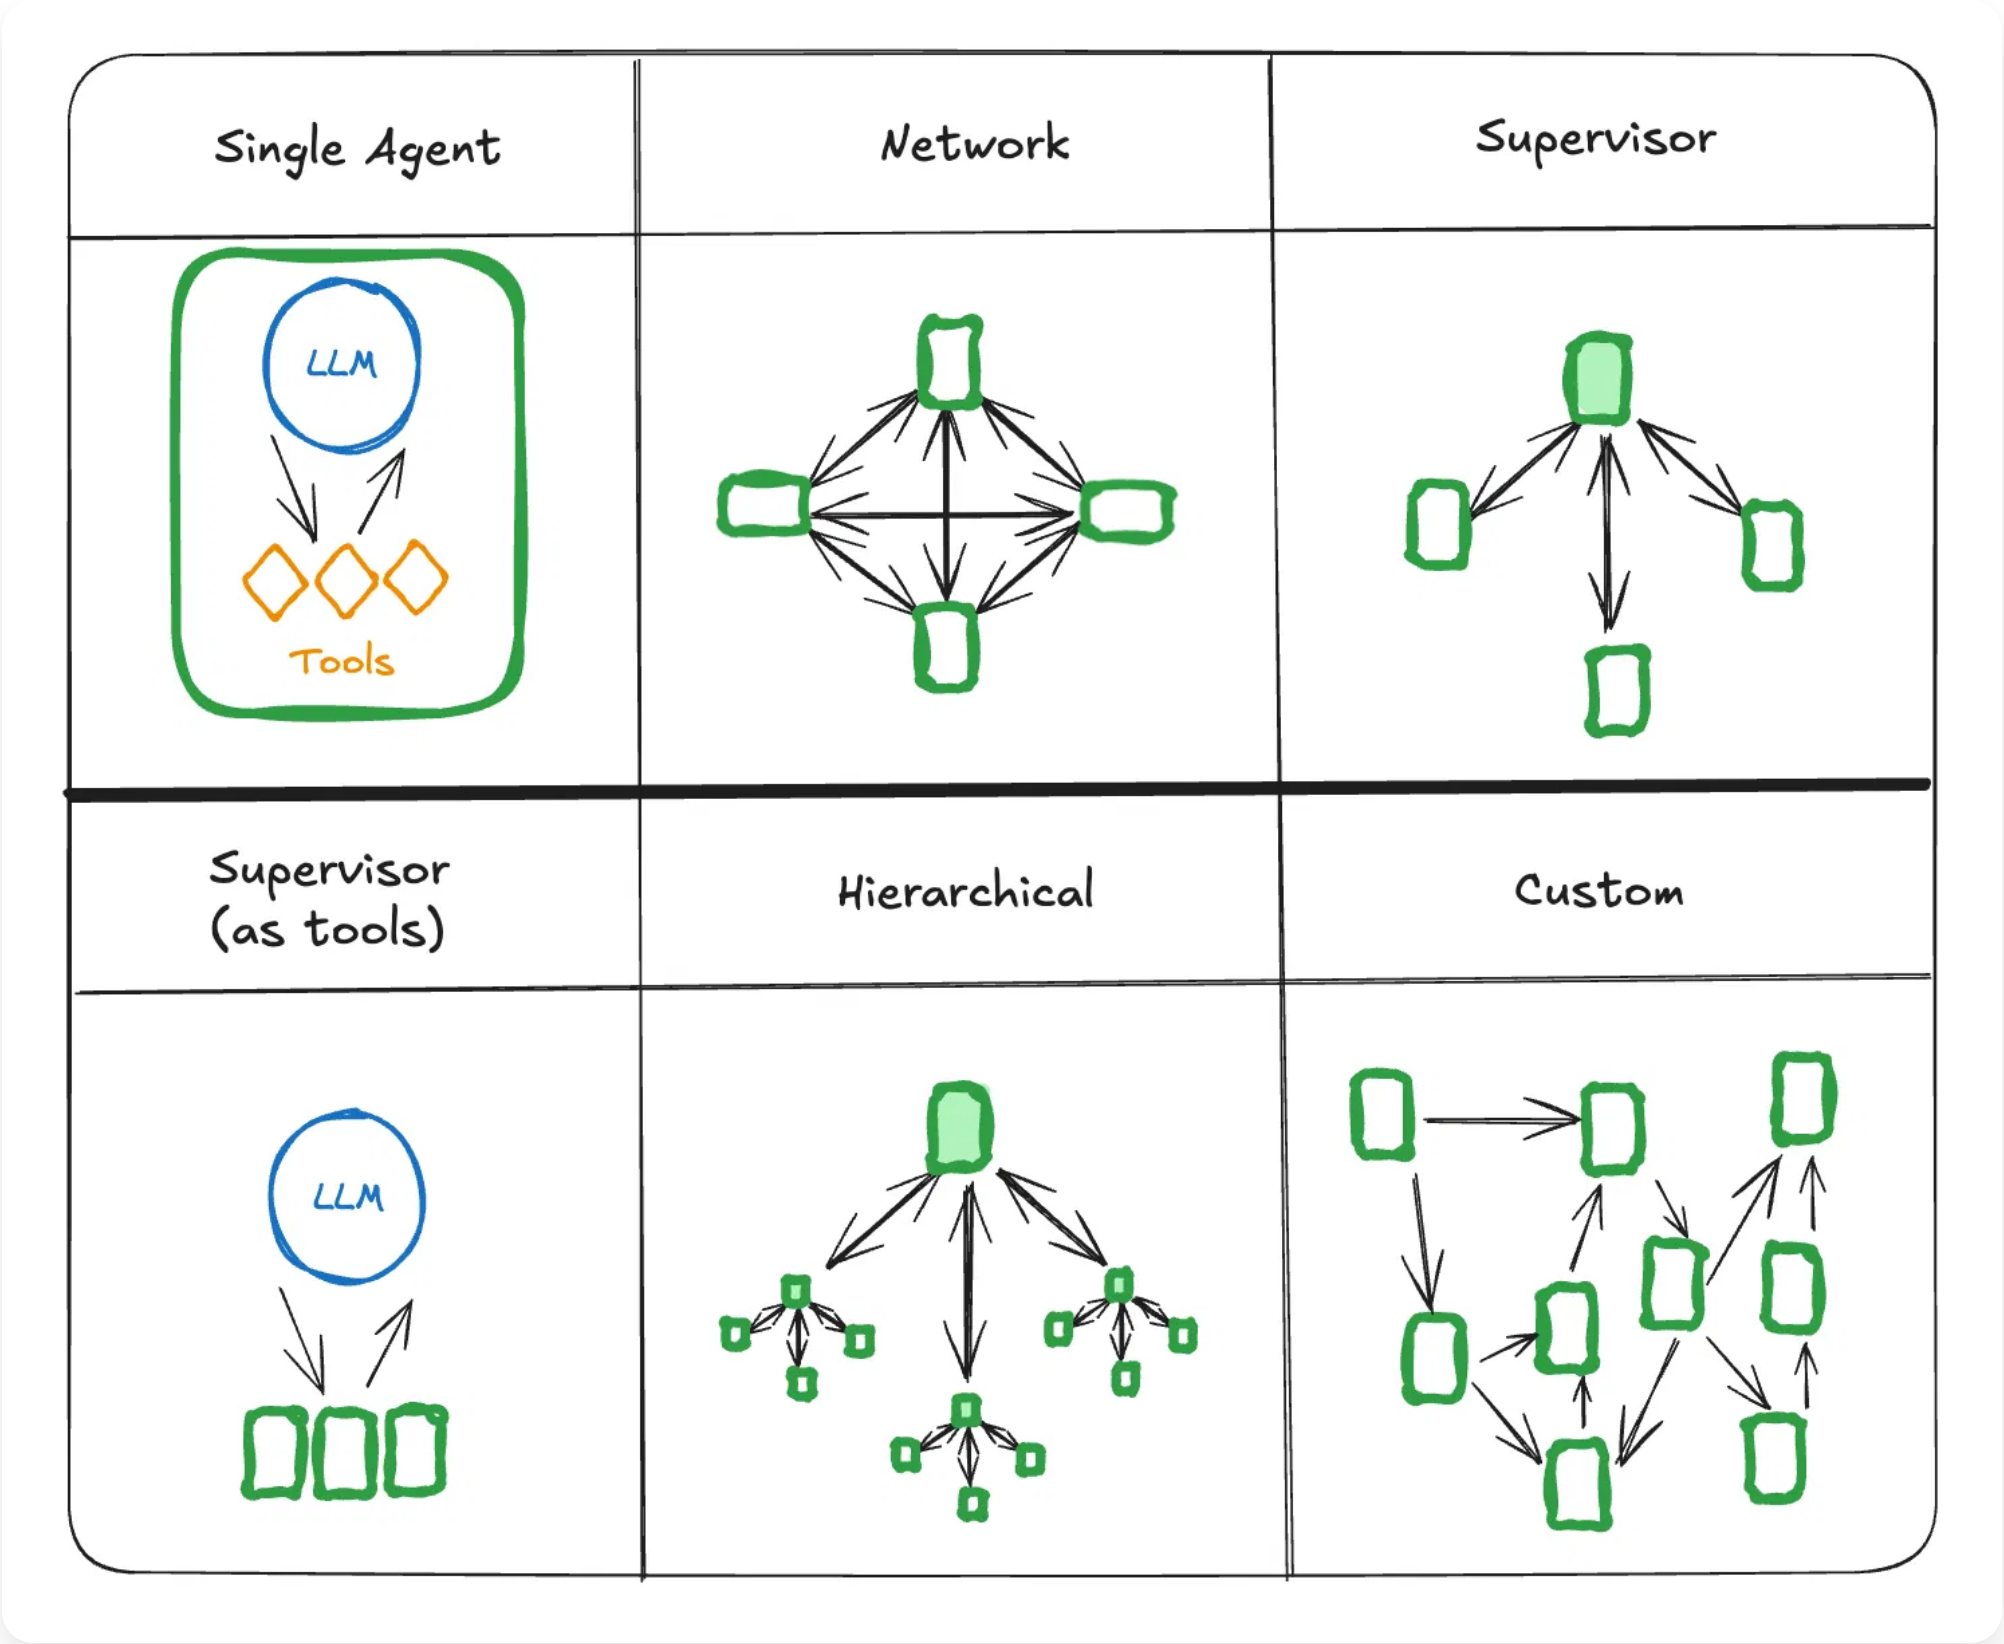 Single Agent
Network
Supervisor
LLM
Tools
Supervisor
(as tools)
Hierarchical
Custom
LLM